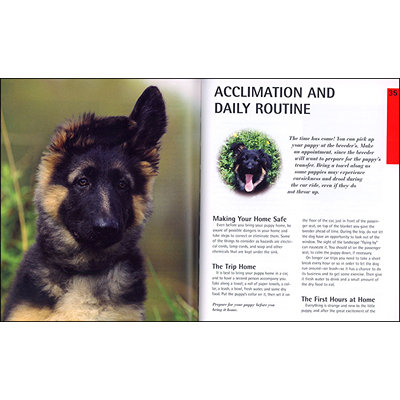 ACCLIMATION AND
DAILY ROUTINE
15
The time has come! You can pick up
your puppy at the breeder's. Make
an appointment, since the breeder
will want to prepare for the puppy's
transfer. Bring a towel along as
some puppies may experience
carsickness and drool during
the car ride, even if they do
not throw up.
Making Your Home Safe
Even before you bring your puppy home, be
aware of possible dangers in your home and
take steps to correct or eliminate them. Some
of the things to consider as hazards are electri-
cal cords, lamp cords, and soap and other
chemicals that are kept under the sink.
The Trip Home
It is best to bring your puppy home in a car,
and to have a second person accompany you.
Take along a towel, a roll of paper towels, a col-
lar, a leash, a bowl, fresh water, and some dry
food. Put the puppy's collar on it, then set it on
Prepare for your puppy before you
bring it home.
the floor of the car, just in front of the passen-
ger seat, on top of the blanket you gave the
breeder ahead of time. During the trip, do not let
the dog have an opportunity to look out of the
window. The sight of the landscape "flying by"
can nauseate it. You should sit on the passenger
seat, to calm the puppy down, if necessary.
On longer car trips you need to take a short
break every hour or so in order to let the dog
run around (on leash) so it has a chance to do
its business and to get some exercise. Then give
it fresh water to drink and a small amount of
the dry food to eat.
The First Hours at Home
Everything is strange and new to the little
puppy, and after the great excitement of the